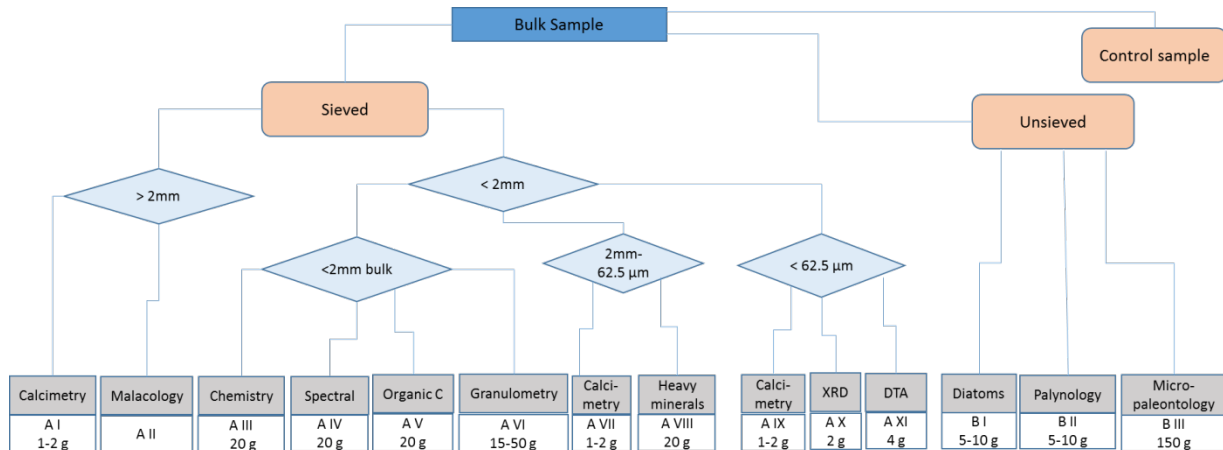 Bulk Sample
Control sample
Sieved
Unsieved
> 2mm
< 2mm
<2mm bulk
2mm-
62.5 µm
< 62.5 µm
Calcimetry
A I
1-2 g
Malacology
A II
Chemistry
A III
20 g
Spectral
A IV
20 g
Organic C
A V
20 g
Granulometry
A VI
15-50 g
Calci-
metry
A VII
1-2 g
Heavy
minerals
A VIII
20 g
Calci-
metry
A IX
1-2 g
XRD
A X
2 g
DTA
A XI
4 g
Diatoms
B I
5-10 g
Palynology
B II
5-10 g
Micro-
paleontology
B III
150 g